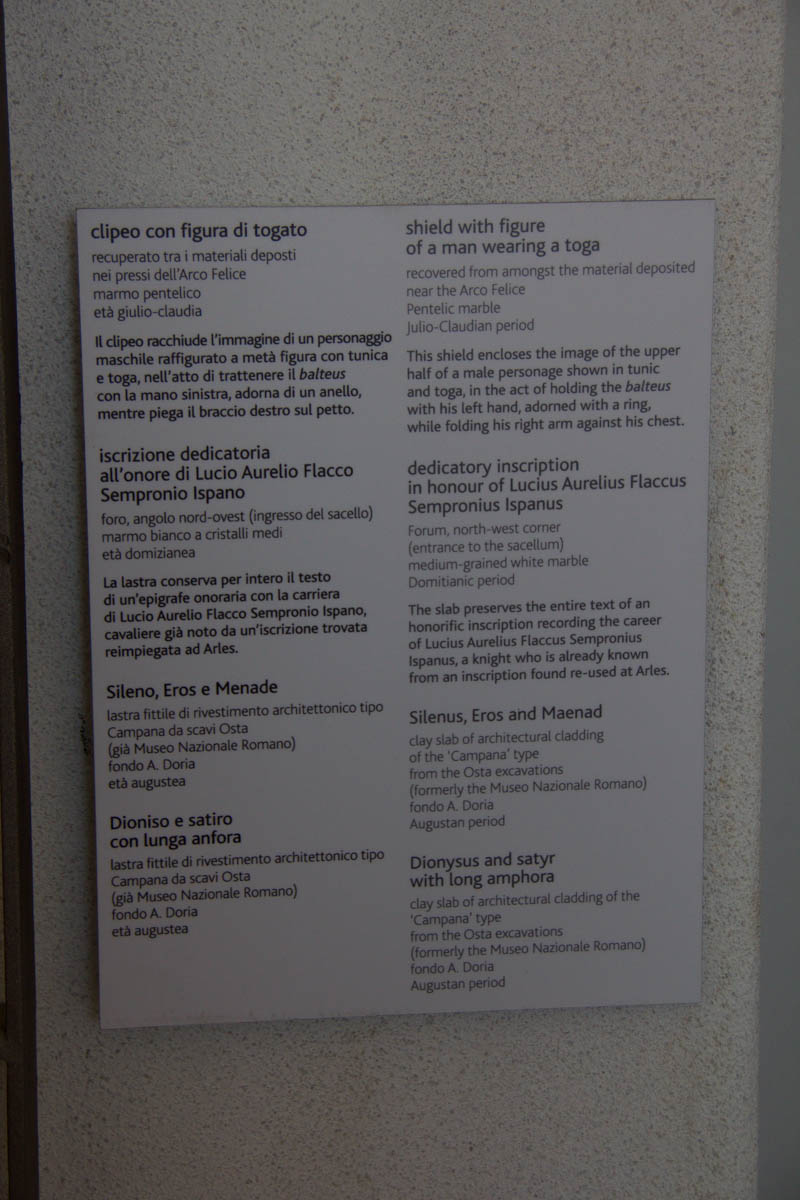 clipeo con figura di togato
recuperato tra i materiali deposti
nei pressi dell'Arco Felice
marmo pentelico
età giulio-claudia
Il clipeo racchiude l'immagine di un personaggio
maschile raffigurato a metà figura con tunica
e toga, nell'atto di trattenere il balteus
con la mano sinistra, adorna di un anello,
mentre piega il braccio destro sul petto.
iscrizione dedicatoria
all'onore di Lucio Aurelio Flacco
Sempronio Ispano
foro, angolo nord-ovest (ingresso del sacello)
marmo bianco a cristalli medi
età domizianea
La lastra conserva per intero il testo
di un'epigrafe onoraria con la carriera
di Lucio Aurelio Flacco Sempronio Ispano,
cavaliere già noto da un'iscrizione trovata
reimpiegata ad Arles.
Sileno, Eros e Menade
lastra fittile di rivestimento architettonico tipo
Campana da scavi Osta
(già Museo Nazionale Romano)
fondo A. Doria
età augustea
Dioniso e satiro
con lunga anfora
lastra fittile di rivestimento architettonico tipo
Campana da scavi Osta
(già Museo Nazionale Romano)
fondo A. Doria
età augustea
shield with figure
of a man wearing a toga
recovered from amongst the material deposited
near the Arco Felice
Pentelic marble
Julio-Claudian period
This shield encloses the image of the upper
half of a male personage shown in tunic
and toga, in the act of holding the balteus
with his left hand, adorned with a ring,
while folding his right arm against his chest.
dedicatory inscription
in honour of Lucius Aurelius Flaccus
Sempronius Ispanus
Forum, north-west corner
(entrance to the sacellum)
medium-grained white marble
Domitianic period
The slab preserves the entire text of an
honorific inscription recording the career
of Lucius Aurelius Flaccus Sempronius
Ispanus, a knight who is already known
from an inscription found re-used at Arles.
Silenus, Eros and Maenad
clay slab of architectural cladding
of the 'Campana' type
from the Osta excavations
(formerly the Museo Nazionale Romano)
fondo A. Doria
Augustan period
Dionysus and satyr
with long amphora
clay slab of architectural cladding of the
'Campana' type
from the Osta excavations
(formerly the Museo Nazionale Romano)
fondo A. Doria
Augustan period